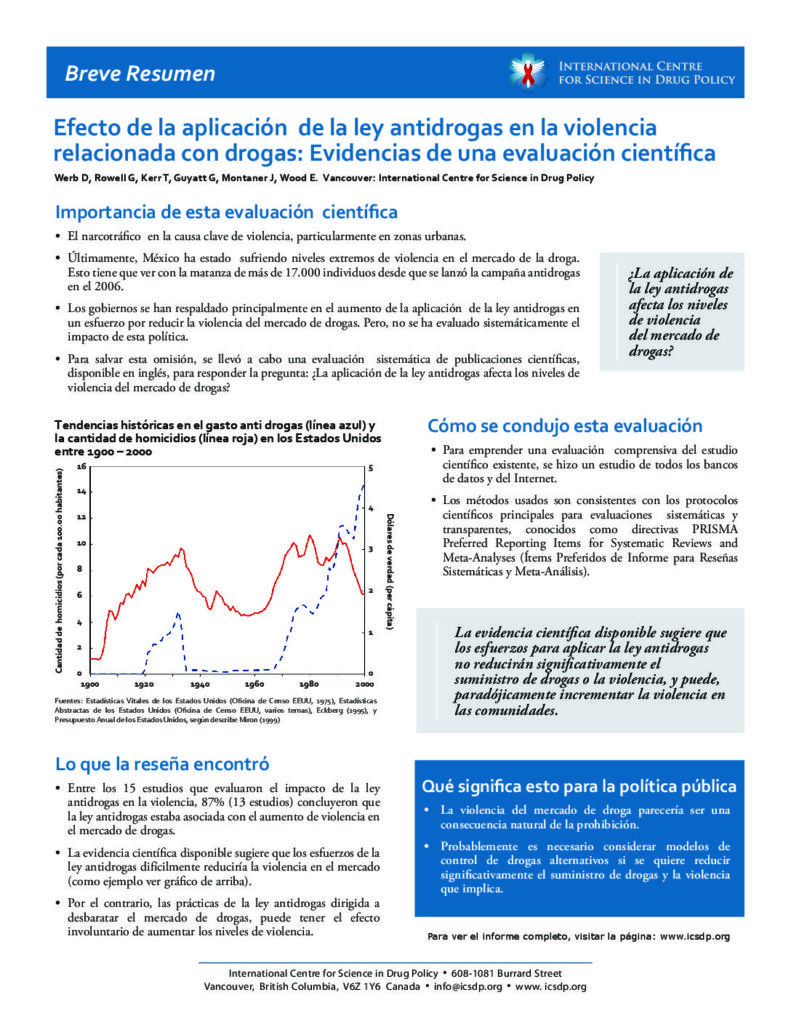 Breve Resumen
International Centre
for Science in Drug Policy
Efecto de la aplicación de la ley antidrogas en la violencia
relacionada con drogas: Evidencias de una evaluación científica
Werb D, Rowell G, Kerr T, Guyatt G, Montaner J, Wood E. Vancouver: International Centre for Science in Drug Policy
Importancia de esta evaluación científica
• El narcotráfico en la causa clave de violencia, particularmente en zonas urbanas.
• Últimamente, México ha estado sufriendo niveles extremos de violencia en el mercado de la droga.
Esto tiene que ver con la matanza de más de 17.000 individuos desde que se lanzó la campaña antidrogas
en el 2006.
• Los gobiernos se han respaldado principalmente en el aumento de la aplicación de la ley antidrogas en
un esfuerzo por reducir la violencia del mercado de drogas. Pero, no se ha evaluado sistemáticamente el
impacto de esta política.
• Para salvar esta omisión, se llevó a cabo una evaluación sistemática de publicaciones científicas,
disponible en inglés, para responder la pregunta: ¿La aplicación de la ley antidrogas afecta los niveles de
violencia del mercado de drogas?
¿La aplicación de
la ley antidrogas
afecta los niveles
de violencia
del mercado de
drogas?
Tendencias históricas en el gasto anti drogas (línea azul) y
la cantidad de homicidios (línea roja) en los Estados Unidos
entre 1900 – 2000
Cantidad de homicidios (por cada 100.00 habitantes)
16
14
12
10
8
6
4
2
0
5
4
3
2
1
0
Dólares de verdad (per cápita)
1900 1920 1940 1960 1980 2000
Fuentes: Estadísticas Vitales de los Estados Unidos (Oficina de Censo EEUU, 1975), Estadísticas
Abstractas de los Estados Unidos (Oficina de Censo EEUU, varios temas), Eckberg (1995), y
Presupuesto Anual de los Estados Unidos, según describe Miron (1999)
Cómo se condujo esta evaluación
• Para emprender una evaluación comprensiva del estudio
científico existente, se hizo un estudio de todos los bancos
de datos y del Internet.
• Los métodos usados son consistentes con los protocolos
científicos principales para evaluaciones sistemáticas y
transparentes, conocidos como directivas PRISMA
Preferred Reporting Items for Systematic Reviews and
Meta-Analyses (Ítems Preferidos de Informe para Reseñas
Sistemáticas y Meta-Análisis).
La evidencia científica disponible sugiere que
los esfuerzos para aplicar la ley antidrogas
no reducirán significativamente el
suministro de drogas o la violencia, y puede,
paradójicamente incrementar la violencia en
las comunidades.
Lo que la reseña encontró
• Entre los 15 estudios que evaluaron el impacto de la ley
antidrogas en la violencia, 87% (13 estudios) concluyeron que
la ley antidrogas estaba asociada con el aumento de violencia en
el mercado de drogas.
• La evidencia científica disponible sugiere que los esfuerzos de la
ley antidrogas difícilmente reduciría la violencia en el mercado
(como ejemplo ver gráfico de arriba).
• Por el contrario, las prácticas de la ley antidrogas dirigida a
desbaratar el mercado de drogas, puede tener el efecto
involuntario de aumentar los niveles de violencia.
Qué significa esto para la política pública
• La violencia del mercado de droga parecería ser una
consecuencia natural de la prohibición.
• Probablemente es necesario considerar modelos de
control de drogas alternativos si se quiere reducir
significativamente el suministro de drogas y la violencia
que implica.
Para ver el informe completo, visitar la página: www.icsdp.org
International Centre for Science in Drug Policy • 608-1081 Burrard Street
Vancouver, British Columbia, V6Z 1Y6 Canada • info@icsdp.org • www. icsdp.org